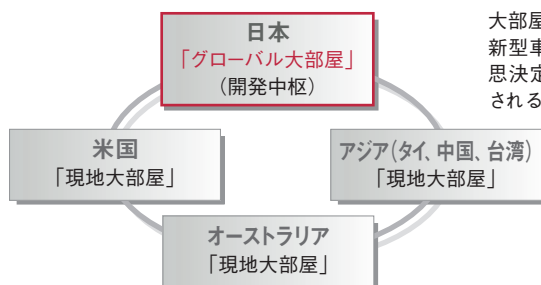 日本
「グローバル大部屋」
（開発中枢）
大部屋
新型車
思決定
される
米国
「現地大部屋」
アジア（タイ、中国、台湾）
「現地大部屋」
オーストラリア
「現地大部屋」